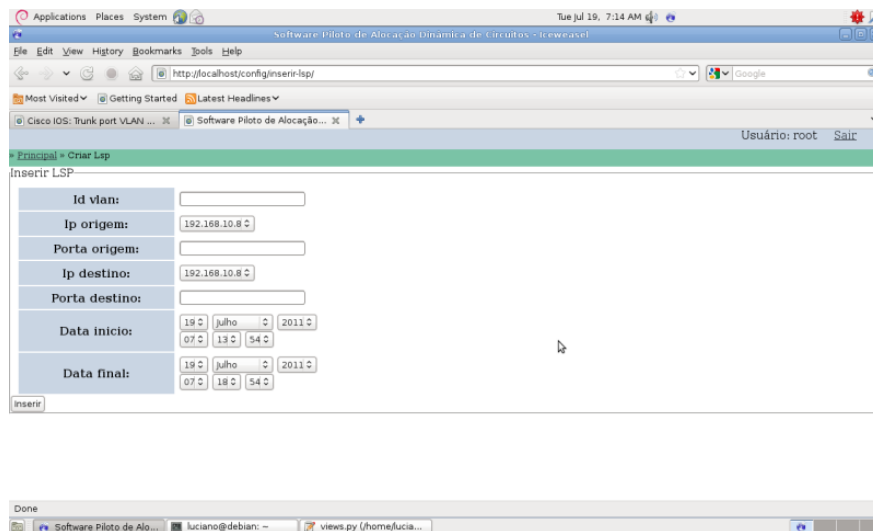 Applications Places System Tue Jul 19, 7:14 AM
Software Piloto de Alocação Dinâmica de Circuitos - Iceweasel
File Edit View History Bookmarks Tools Help
http://localhost/config/inserir-lsp/ Google
Most Visited Getting Started Latest Headlines
Cisco IOS: Trunk port VLAN ... Software Piloto de Alocação...
Usuário: root Sair
» Principal » Criar Lsp
Inserir LSP
Id vlan:
Ip origem: 192.168.10.8
Porta origem:
Ip destino: 192.168.10.8
Porta destino:
Data inicio: 19 Julho 2011
07 13 54
Data final: 19 Julho 2011
07 18 54
Inserir
Done
Software Piloto de Alo... luciano@debian: ~ views.py (/home/lucia...